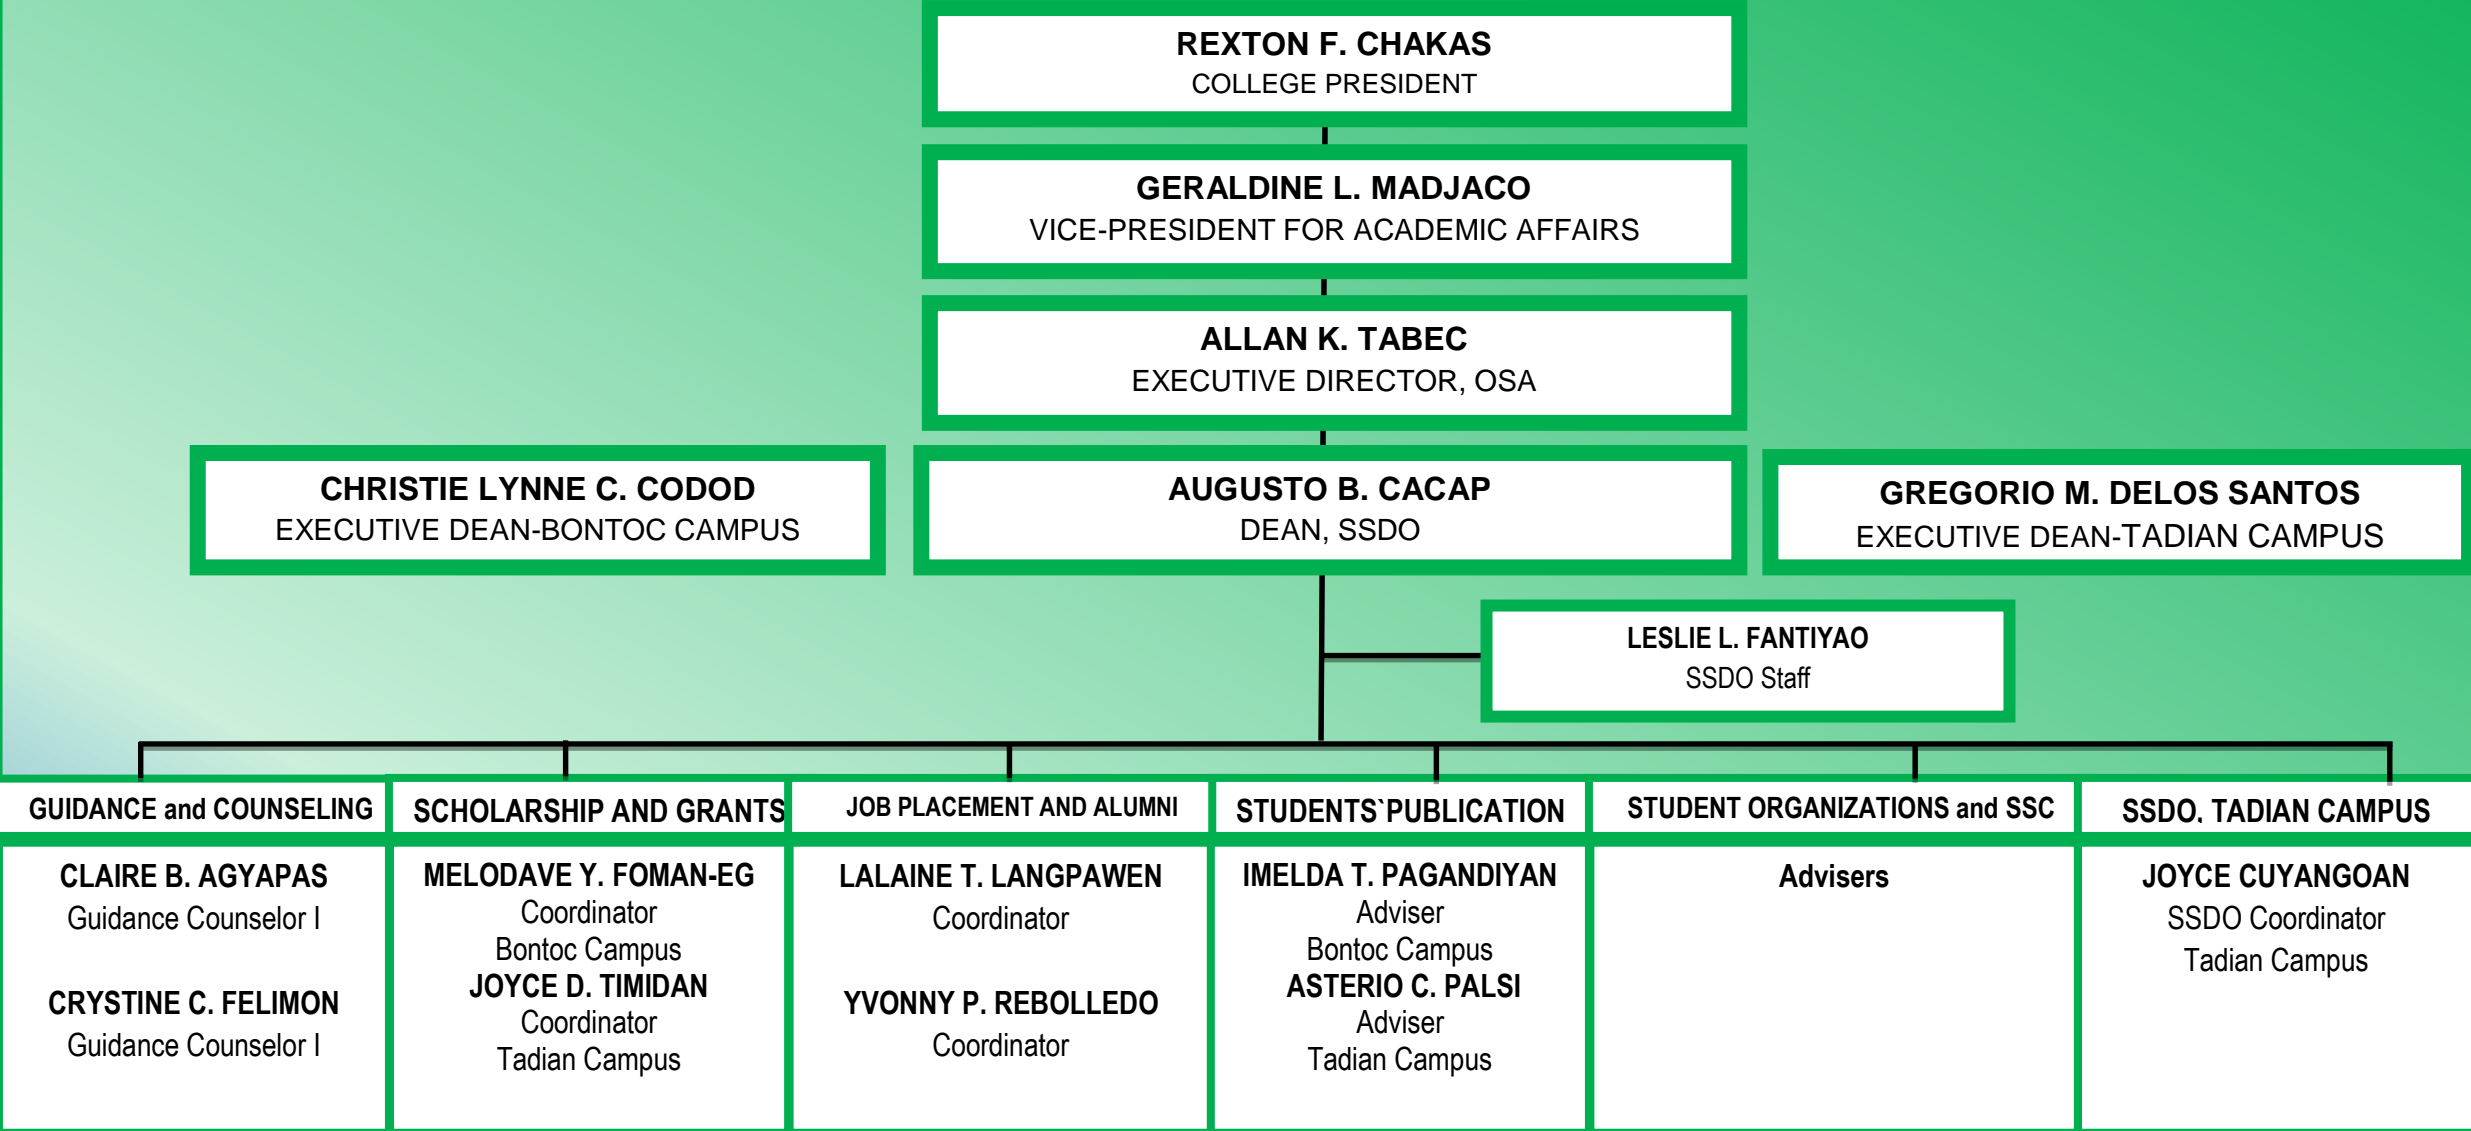 REXTON F. CHAKAS
COLLEGE PRESIDENT
GERALDINE L. MADJACO
VICE-PRESIDENT FOR ACADEMIC AFFAIRS
ALLAN K. TABEC
EXECUTIVE DIRECTOR, OSA
CHRISTIE LYNNE C. CODOD
EXECUTIVE DEAN-BONTOC CAMPUS
AUGUSTO B. CACAP
DEAN, SSDO
GREGORIO M. DELOS SANTOS
EXECUTIVE DEAN-TADIAN CAMPUS
LESLIE L. FANTIYAO
SSDO Staff
GUIDANCE and COUNSELING
CLAIRE B. AGYAPAS
Guidance Counselor I
CRYSTINE C. FELIMON
Guidance Counselor I
SCHOLARSHIP AND GRANTS
MELODAVE Y. FOMAN-EG
Coordinator
Bontoc Campus
JOYCE D. TIMIDAN
Coordinator
Tadian Campus
JOB PLACEMENT AND ALUMNI
LALAINE T. LANGPAWEN
Coordinator
YVONNY P. REBOLLEDO
Coordinator
STUDENTS`PUBLICATION
IMELDA T. PAGANDIYAN
Adviser
Bontoc Campus
ASTERIO C. PALSI
Adviser
Tadian Campus
STUDENT ORGANIZATIONS and SSC
Advisers
SSDO, TADIAN CAMPUS
JOYCE CUYANGOAN
SSDO Coordinator
Tadian Campus